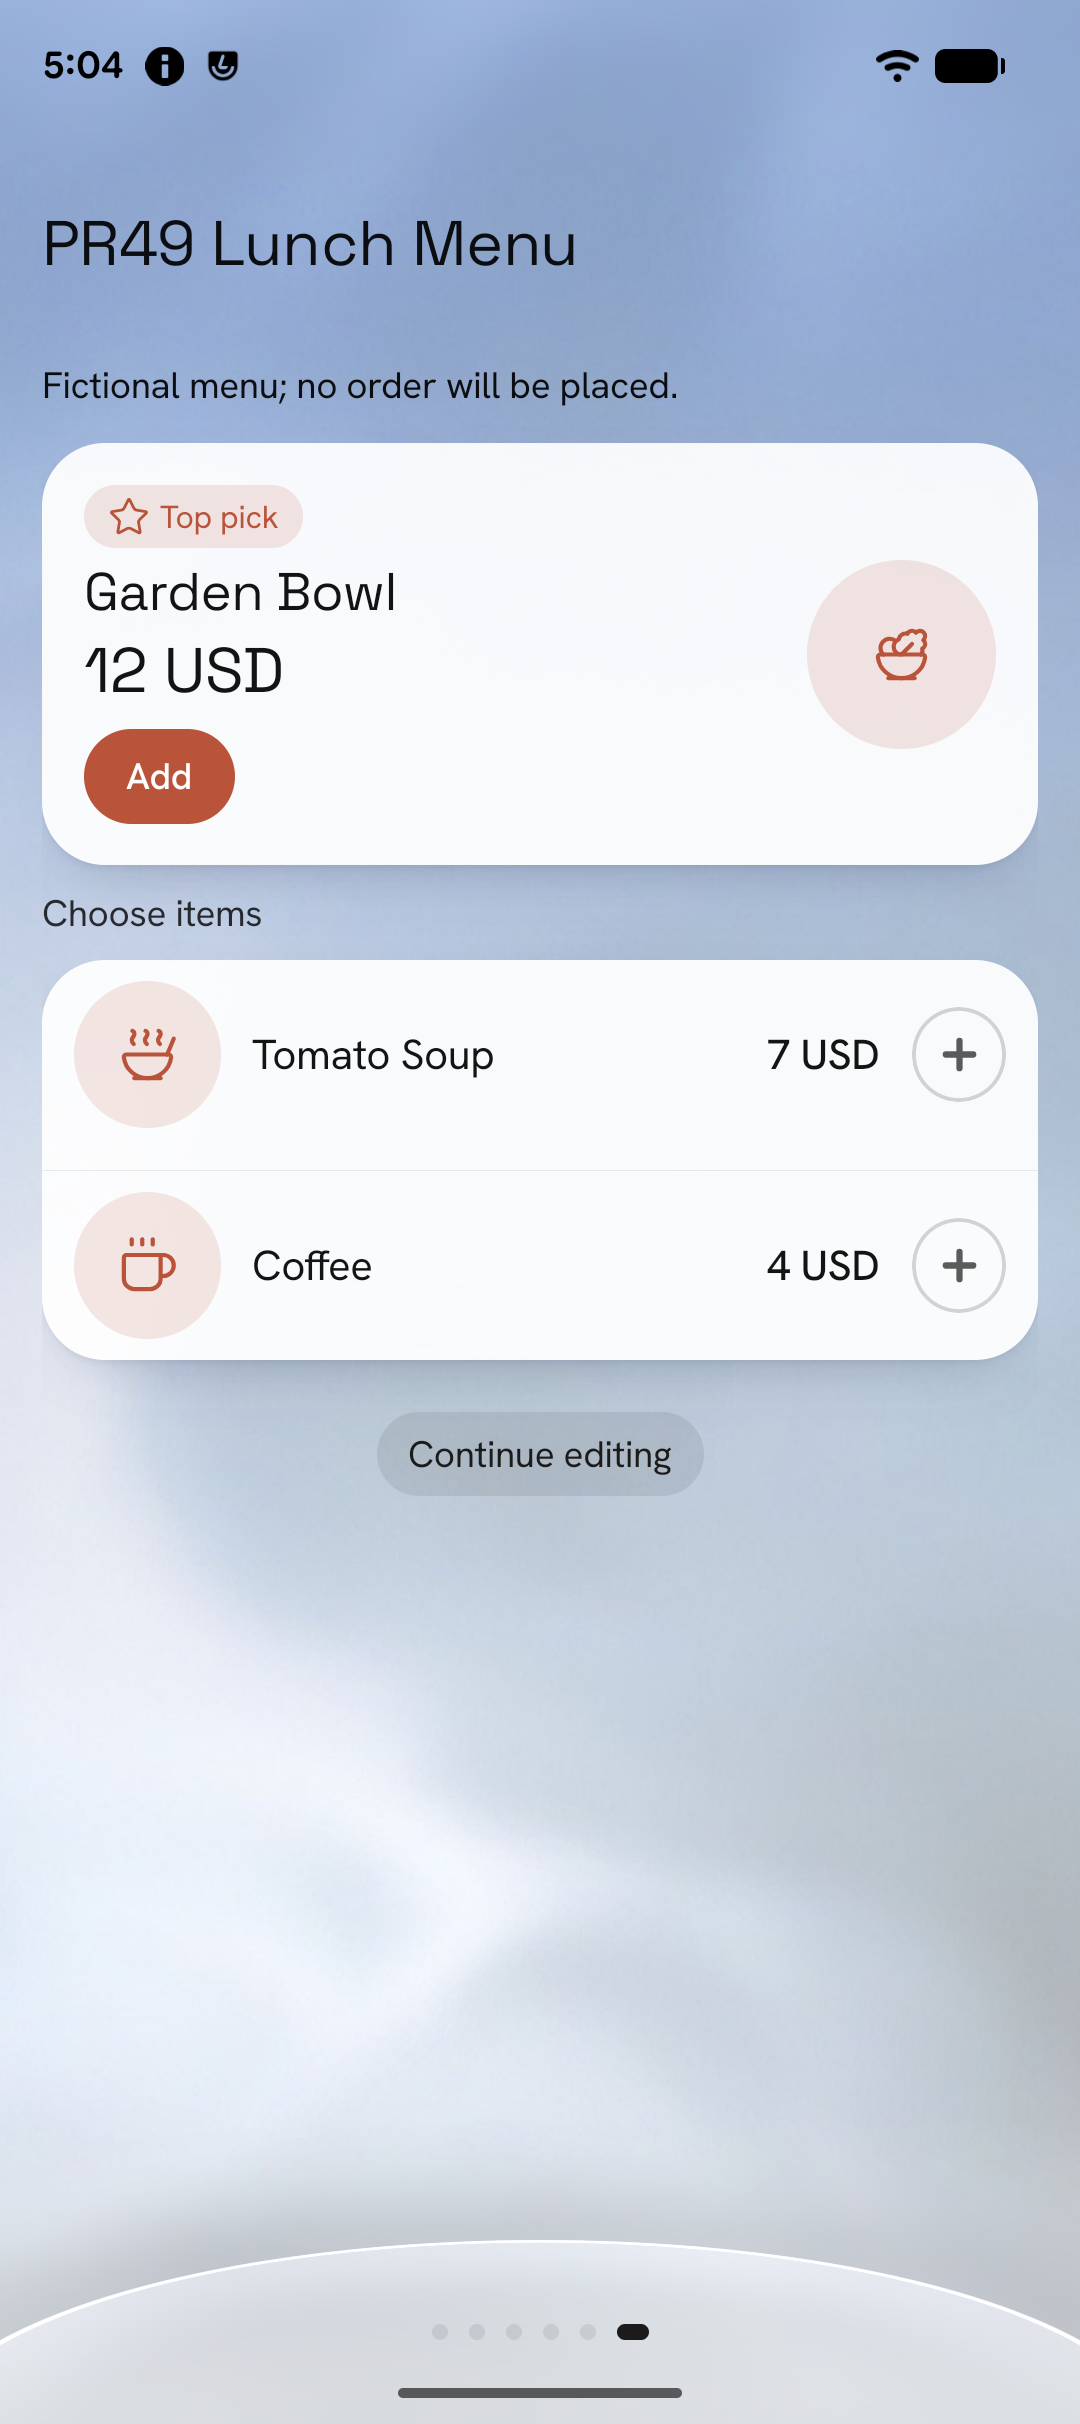 5:04
PR49 Lunch Menu
Fictional menu; no order will be placed.
Top pick
Garden Bowl
12 USD
Add
Choose items
Tomato Soup 7 USD
Coffee 4 USD
Continue editing